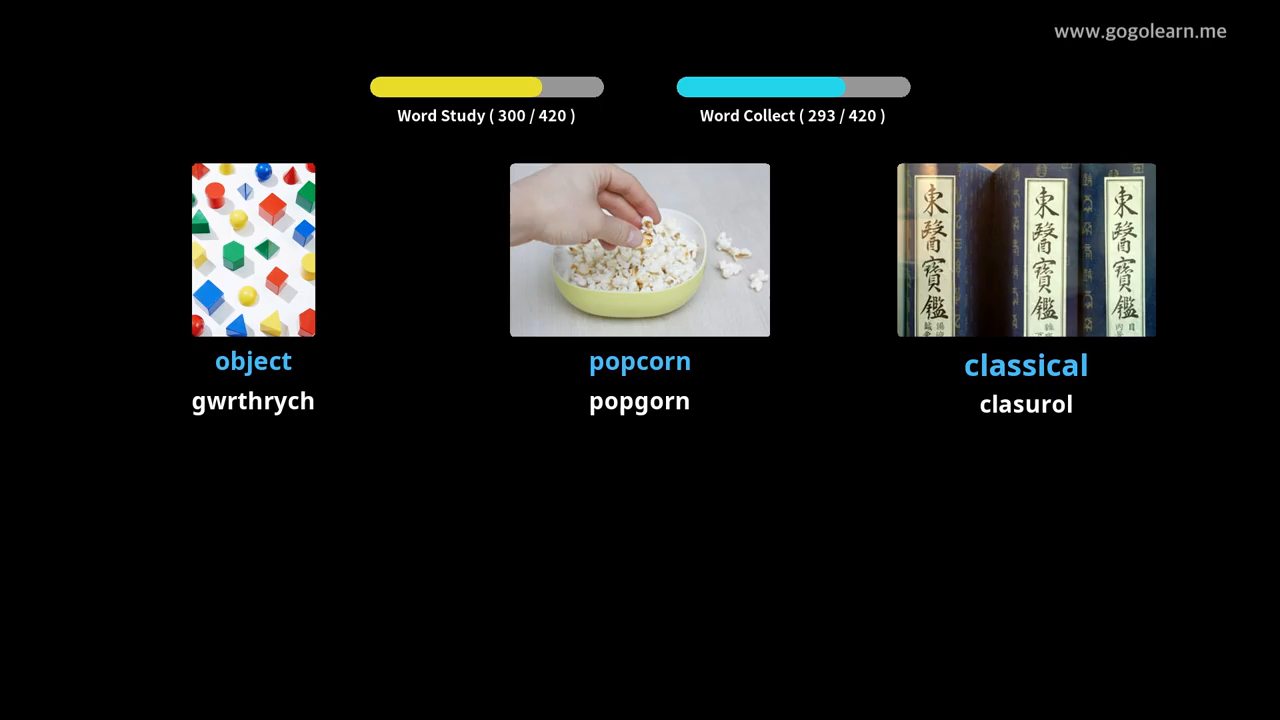 www.gogolearn.me
Word Study ( 300 / 420 )
Word Collect ( 293 / 420 )
東醫寶鑑
東醫寶鑑
東醫寶鑑
object
popcorn
classical
gwrthrych
popgorn
clasurol